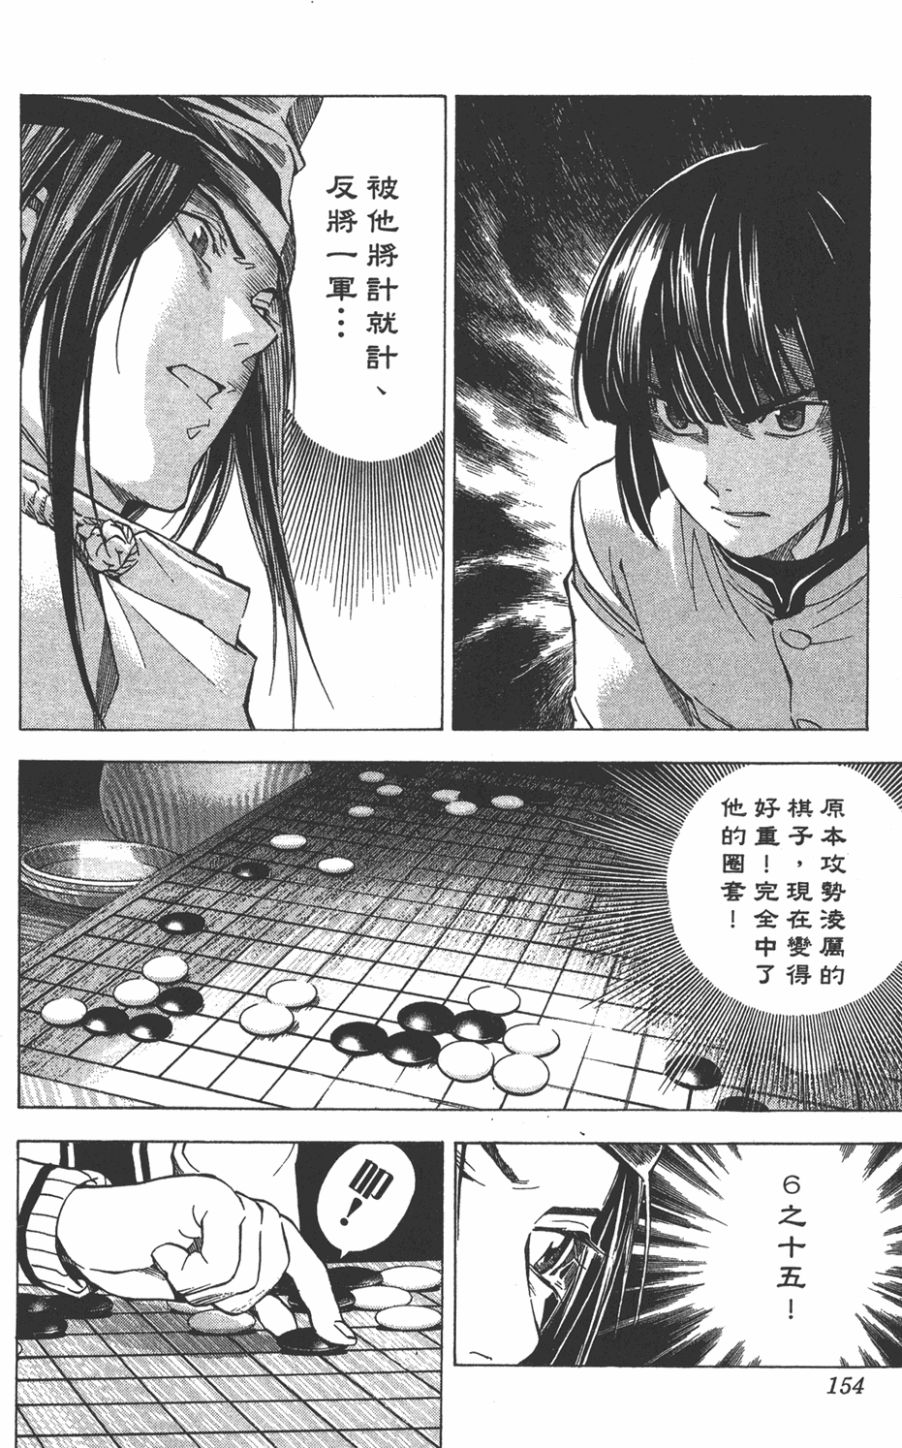 被他將計就計、
反將一軍…
原本攻勢淩厲的
棋子，現在變得
好重！完全中了
他的圈套！
6之十五！
叩！
154